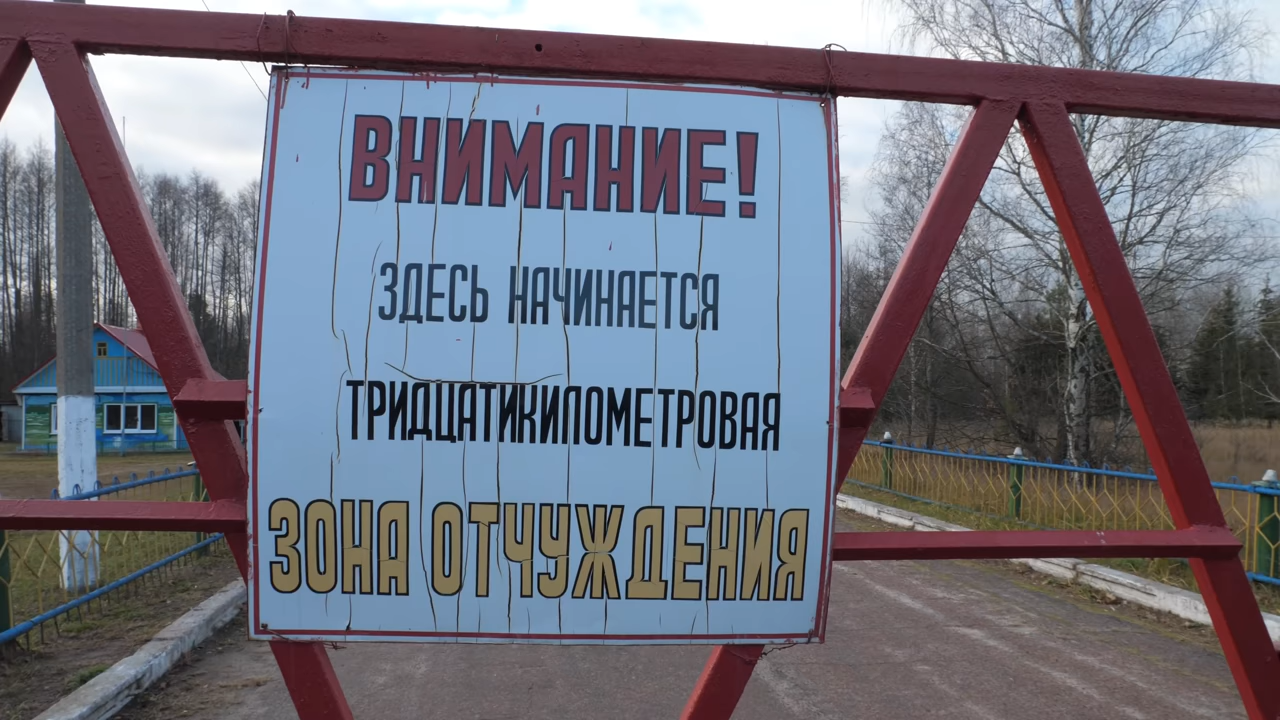 ВНИМАНИЕ!
ЗДЕСЬ НАЧИНАЕТСЯ
ТРИДЦАТИКИЛОМЕТРОВАЯ
ЗОНА ОТЧУЖДЕНИЯ